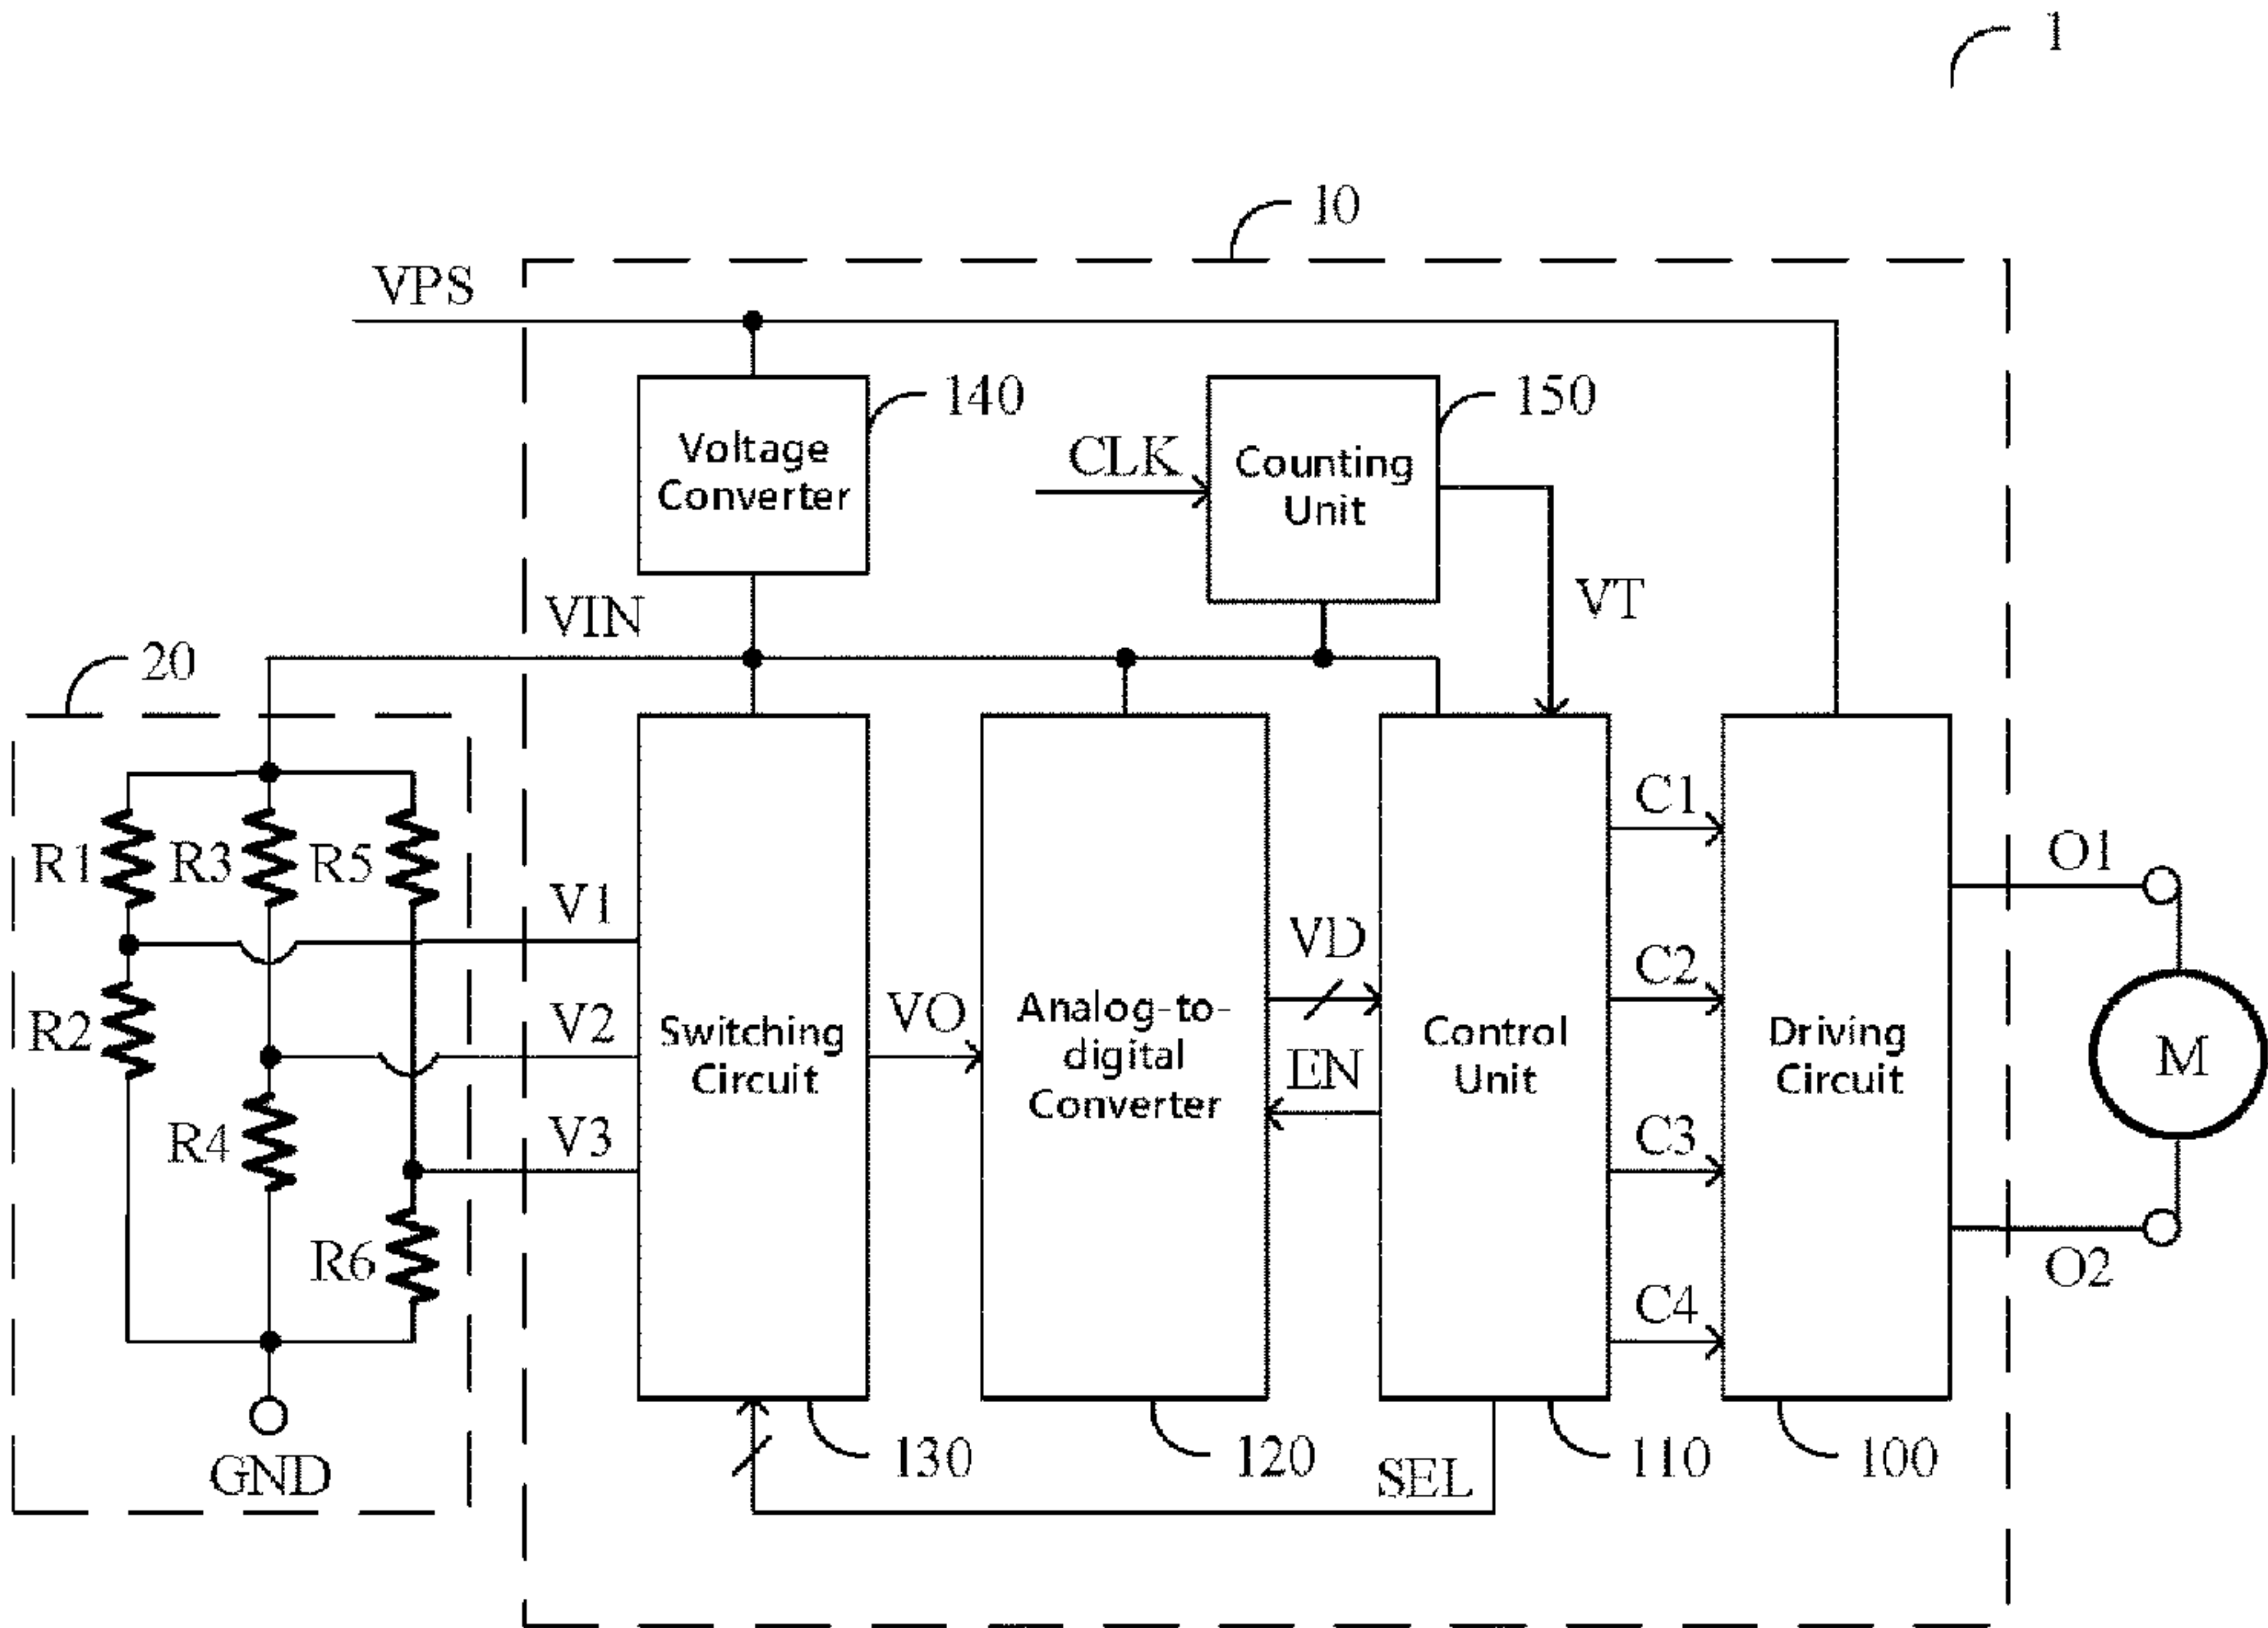 1
10
VPS
140
150
Voltage
Converter
CLK
Counting
Unit
VT
VIN
20
R1
R3
R5
C1
O1
V1
VD
C2
R2
V2
VO
Switching
Circuit
Analog-to-
digital
Converter
Control
Unit
Driving
Circuit
M
EN
R4
V3
C3
R6
O2
C4
GND
130
120
SEL
110
100